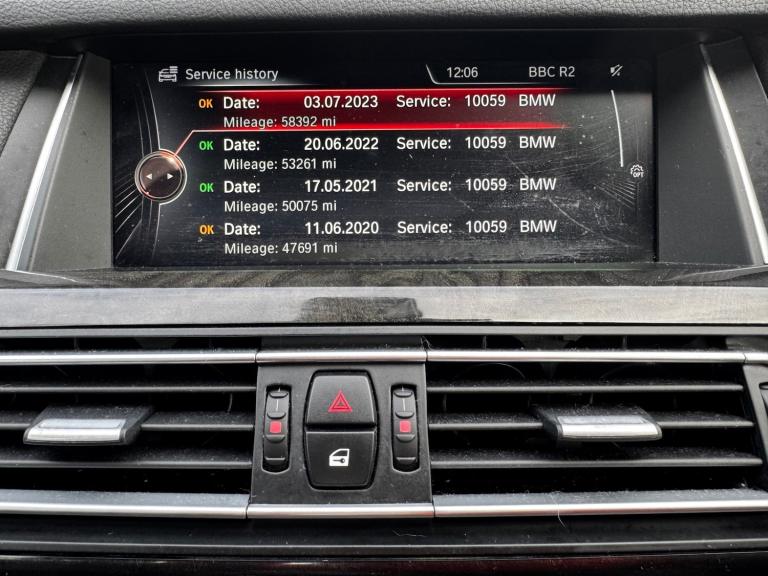 Service history 12:06 BBC R2
OK Date: 03.07.2023 Service: 10059 BMW
Mileage: 58392 mi
OK Date: 20.06.2022 Service: 10059 BMW
Mileage: 53261 mi
OK Date: 17.05.2021 Service: 10059 BMW
Mileage: 50075 mi
OPT
OK Date: 11.06.2020 Service: 10059 BMW
Mileage: 47691 mi